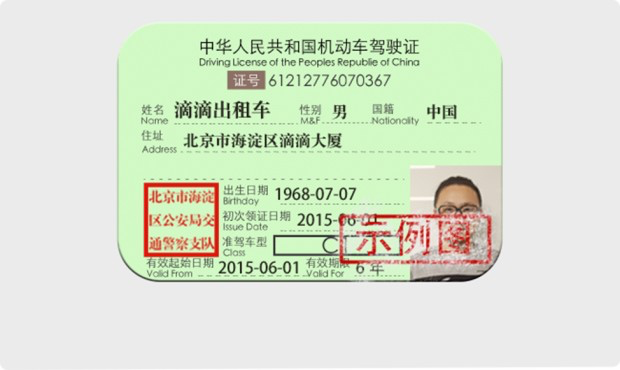 中华人民共和国机动车驾驶证
Driving License of the Peoples Republie of China
证号 61212776070367
姓名 滴滴出租车 性别 男 国籍 中国
Name M&F Nationality
住址 北京市海淀区滴滴大厦
Address
北京市海淀
区公安局交
通警察支队
出生日期 1968-07-07
Birthday
初次领证日期 2015-06-01
Issue Date
准驾车型 C
Class
有效起始日期 2015-06-01 有效期限 6 年
Valid From Valid For
示例图